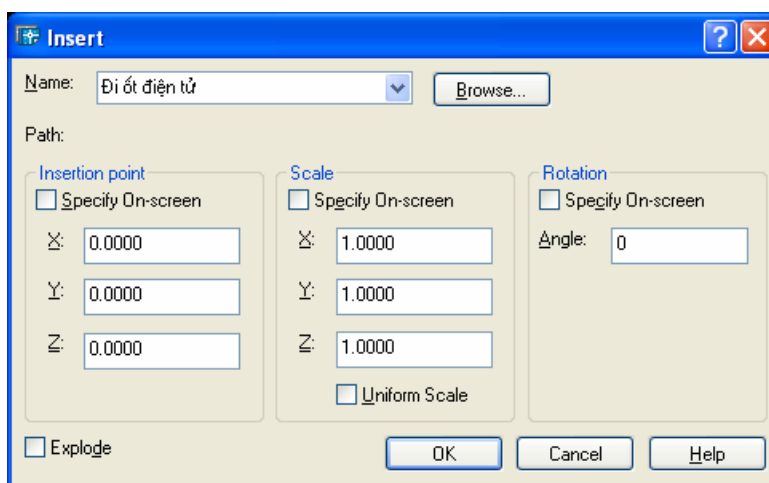 Insert
Name: Đi ốt điện tử Browse...
Path:
Insertion point Scale Rotation
Specify On-screen Specify On-screen Specify On-screen
X: 0.0000 X: 1.0000 Angle: 0
Y: 0.0000 Y: 1.0000
Z: 0.0000 Z: 1.0000
Uniform Scale
Explode OK Cancel Help